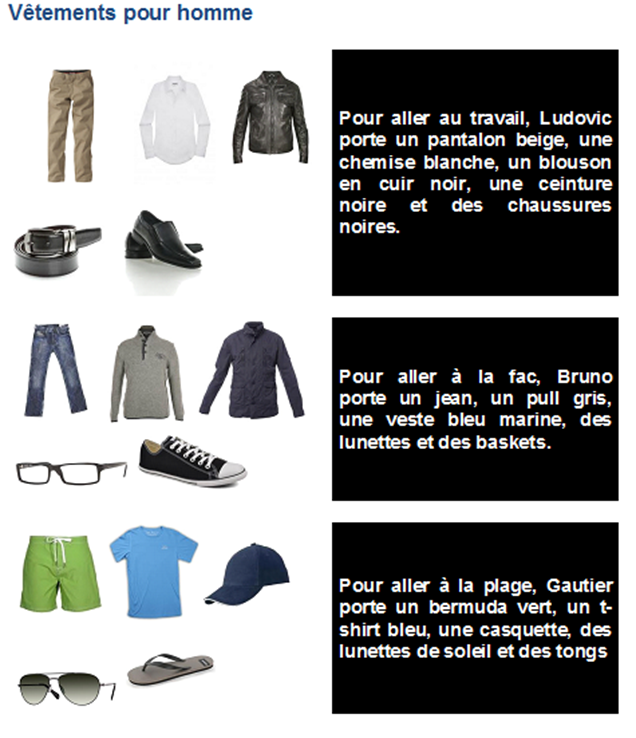 Vêtements pour homme
Pour aller au travail, Ludovic
porte un pantalon beige, une
chemise blanche, un blouson
en cuir noir, une ceinture
noire et des chaussures
noires.
Pour aller à la fac, Bruno
porte un jean, un pull gris,
une veste bleu marine, des
lunettes et des baskets.
Pour aller à la plage, Gautier
porte un bermuda vert, un t-
shirt bleu, une casquette, des
lunettes de soleil et des tongs